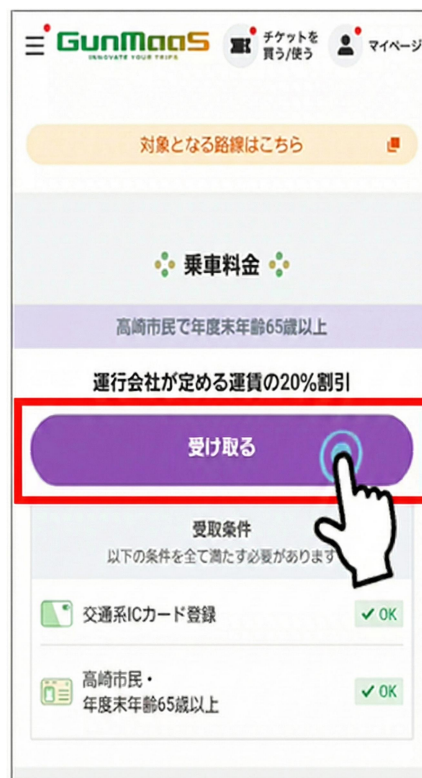 GunMaaS
INNOVATE YOUR TRIPS
チケットを
買う/使う
マイページ
対象となる路線はこちら
乗車料金
高崎市民で年度末年齢65歳以上
運行会社が定める運賃の20%割引
受け取る
受取条件
以下の条件を全て満たす必要があります
交通系ICカード登録
OK
高崎市民・
年度末年齢65歳以上
OK